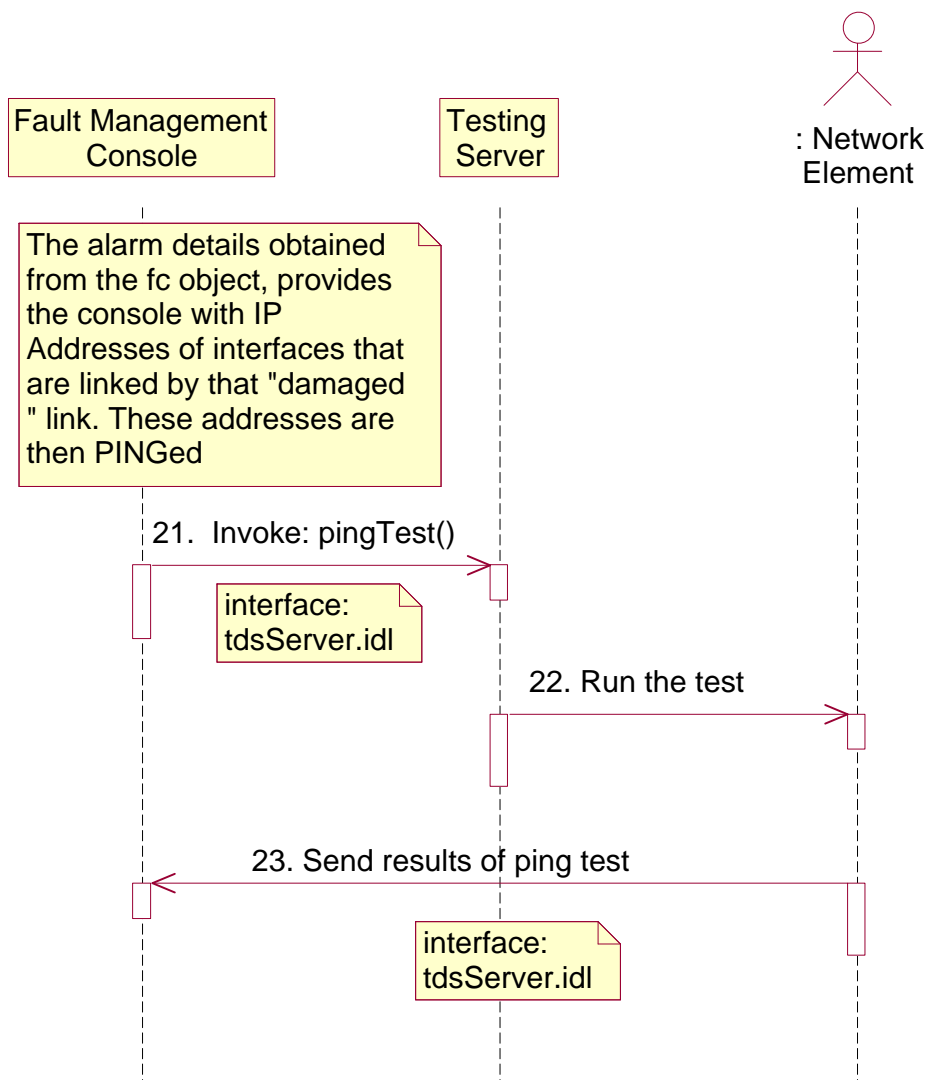 Fault Management
Console
Testing
Server
: Network
Element
The alarm details obtained
from the fc object, provides
the console with IP
Addresses of interfaces that
are linked by that "damaged
" link. These addresses are
then PINGed
21.  Invoke: pingTest()
interface:
tdsServer.idl
22. Run the test
23. Send results of ping test
interface:
tdsServer.idl